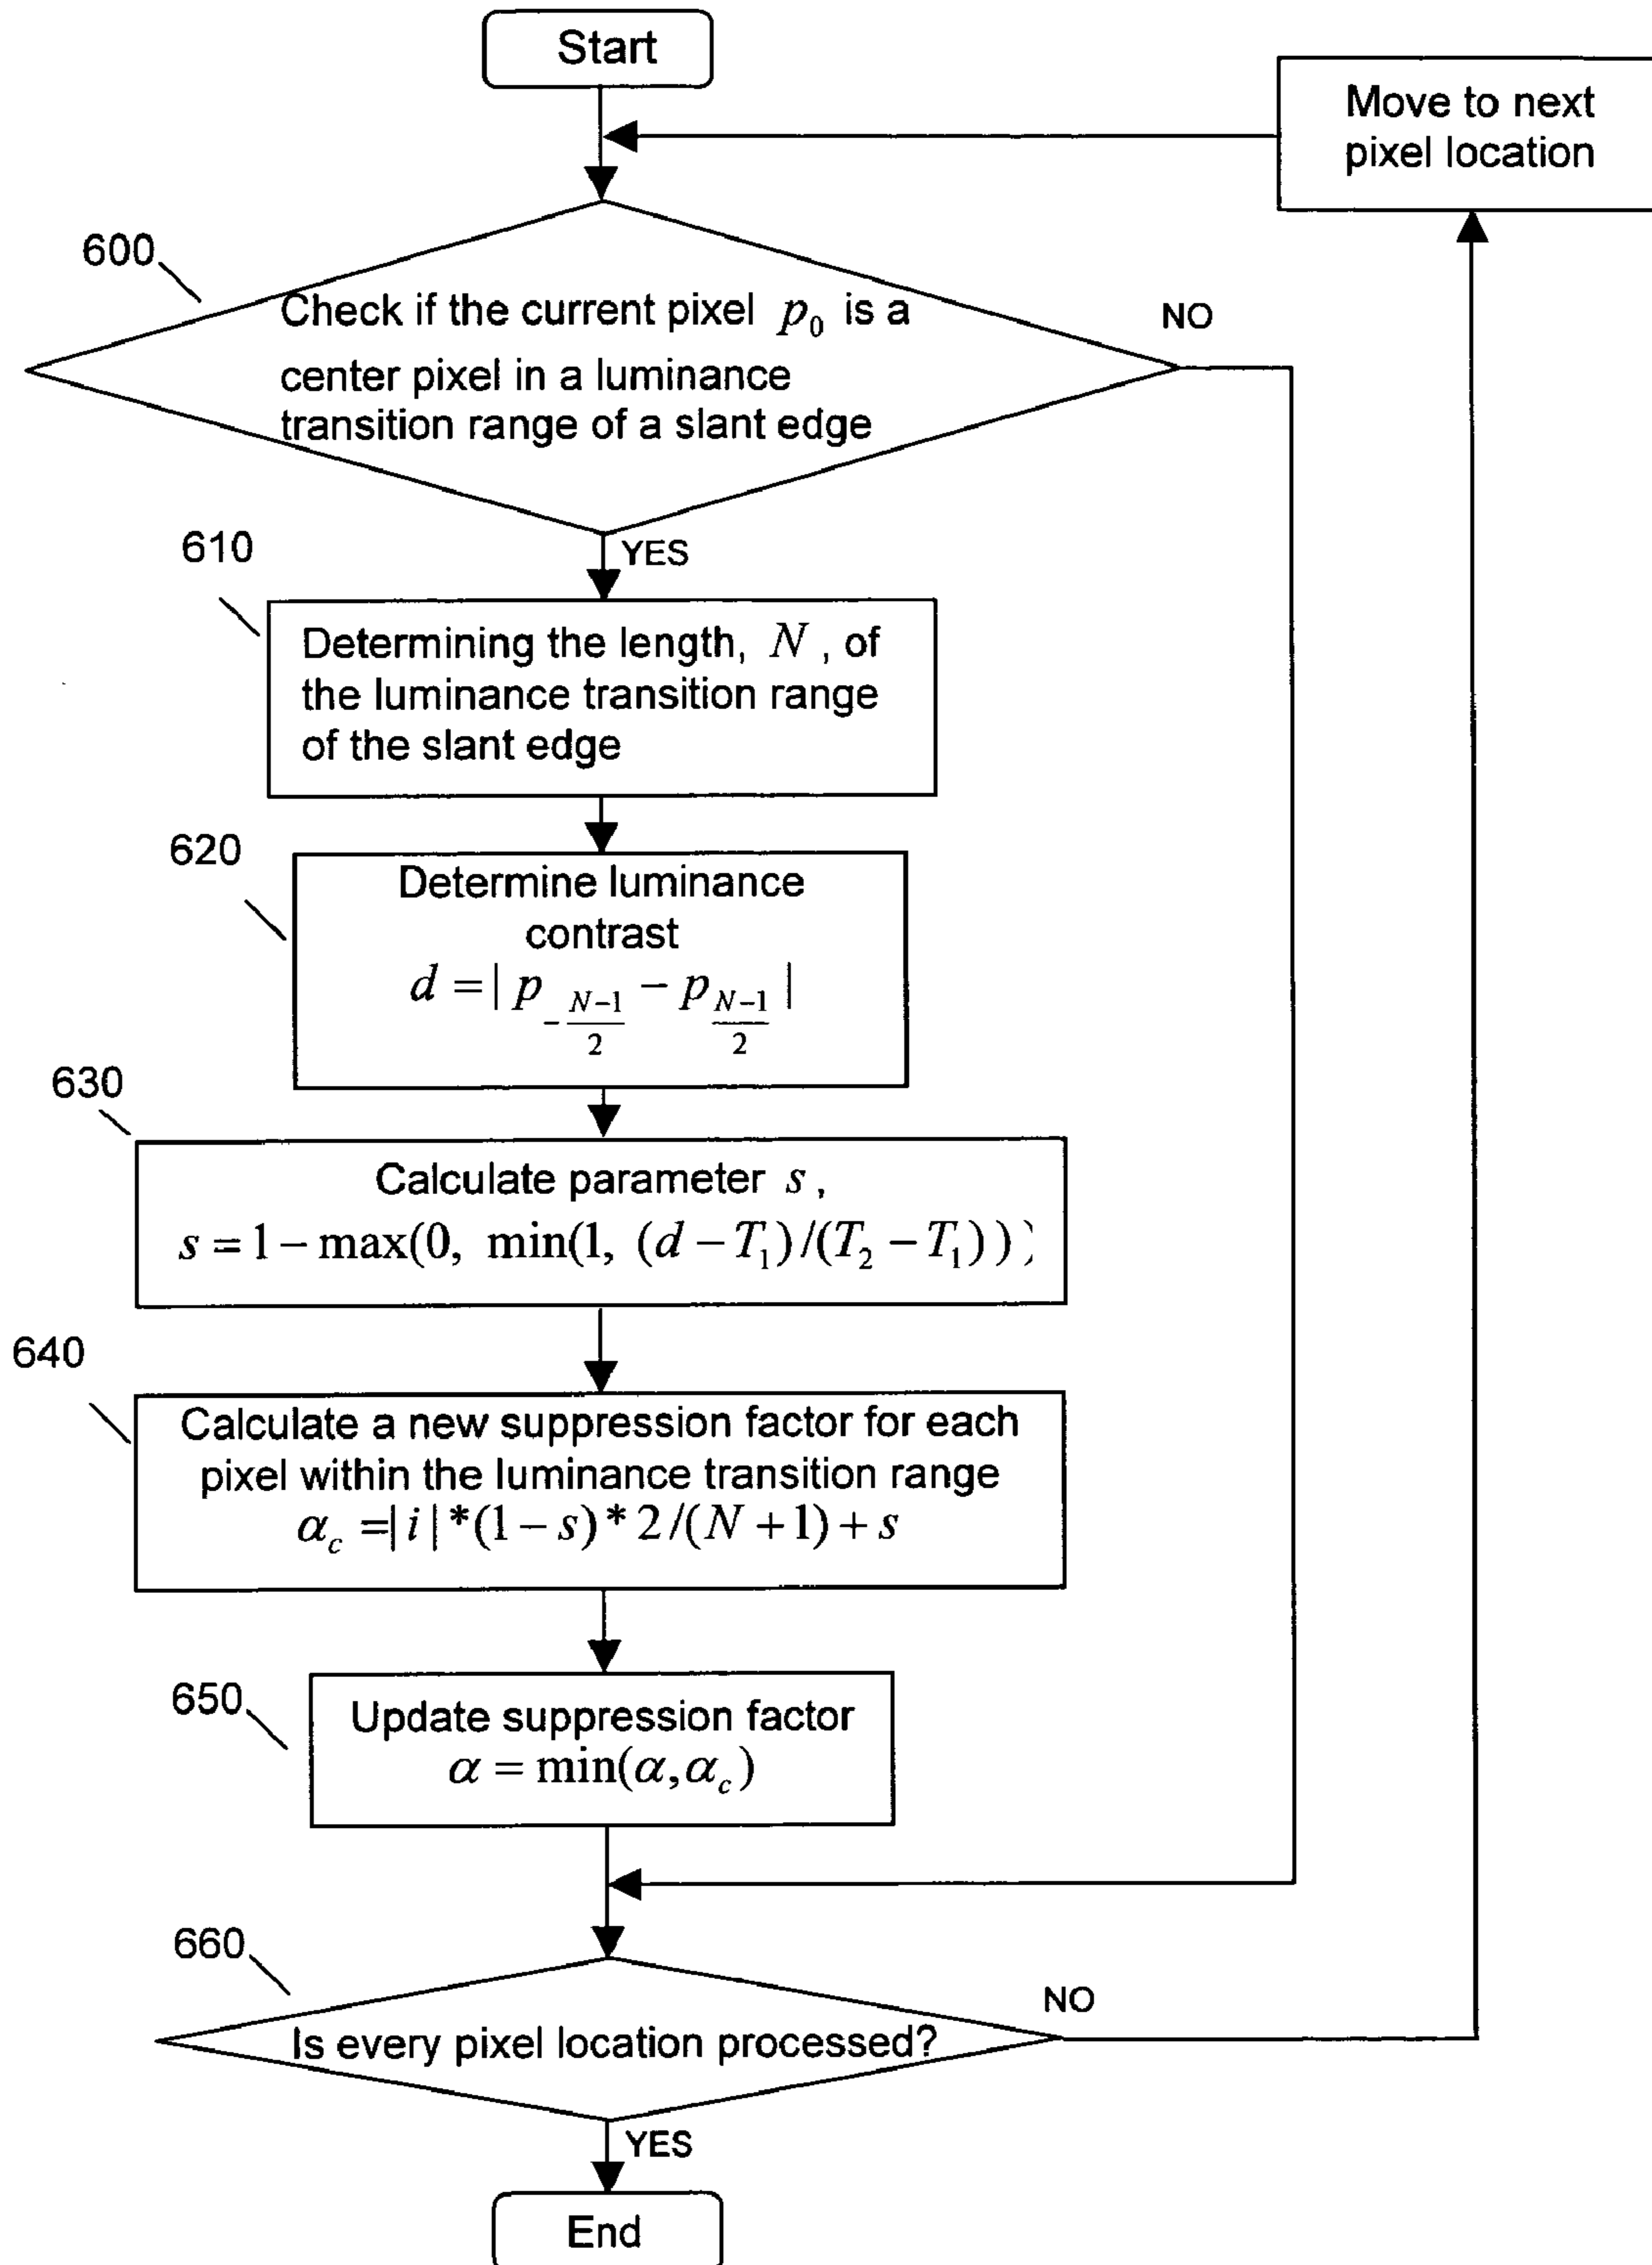 Start
Move to next
pixel location
600
Check if the current pixel p₀ is a
center pixel in a luminance
transition range of a slant edge
NO
YES
610
Determining the length, N, of
the luminance transition range
of the slant edge
620
Determine luminance
contrast
d = | p_{-\frac{N-1}{2}} - p_{\frac{N-1}{2}} |
630
Calculate parameter s,
s = 1 − max(0, min(1, (d − T₁)/(T₂ − T₁)))
640
Calculate a new suppression factor for each
pixel within the luminance transition range
α_c =| i | *(1 − s) * 2/(N + 1) + s
650
Update suppression factor
α = min(α, α_c)
660
Is every pixel location processed?
NO
YES
End